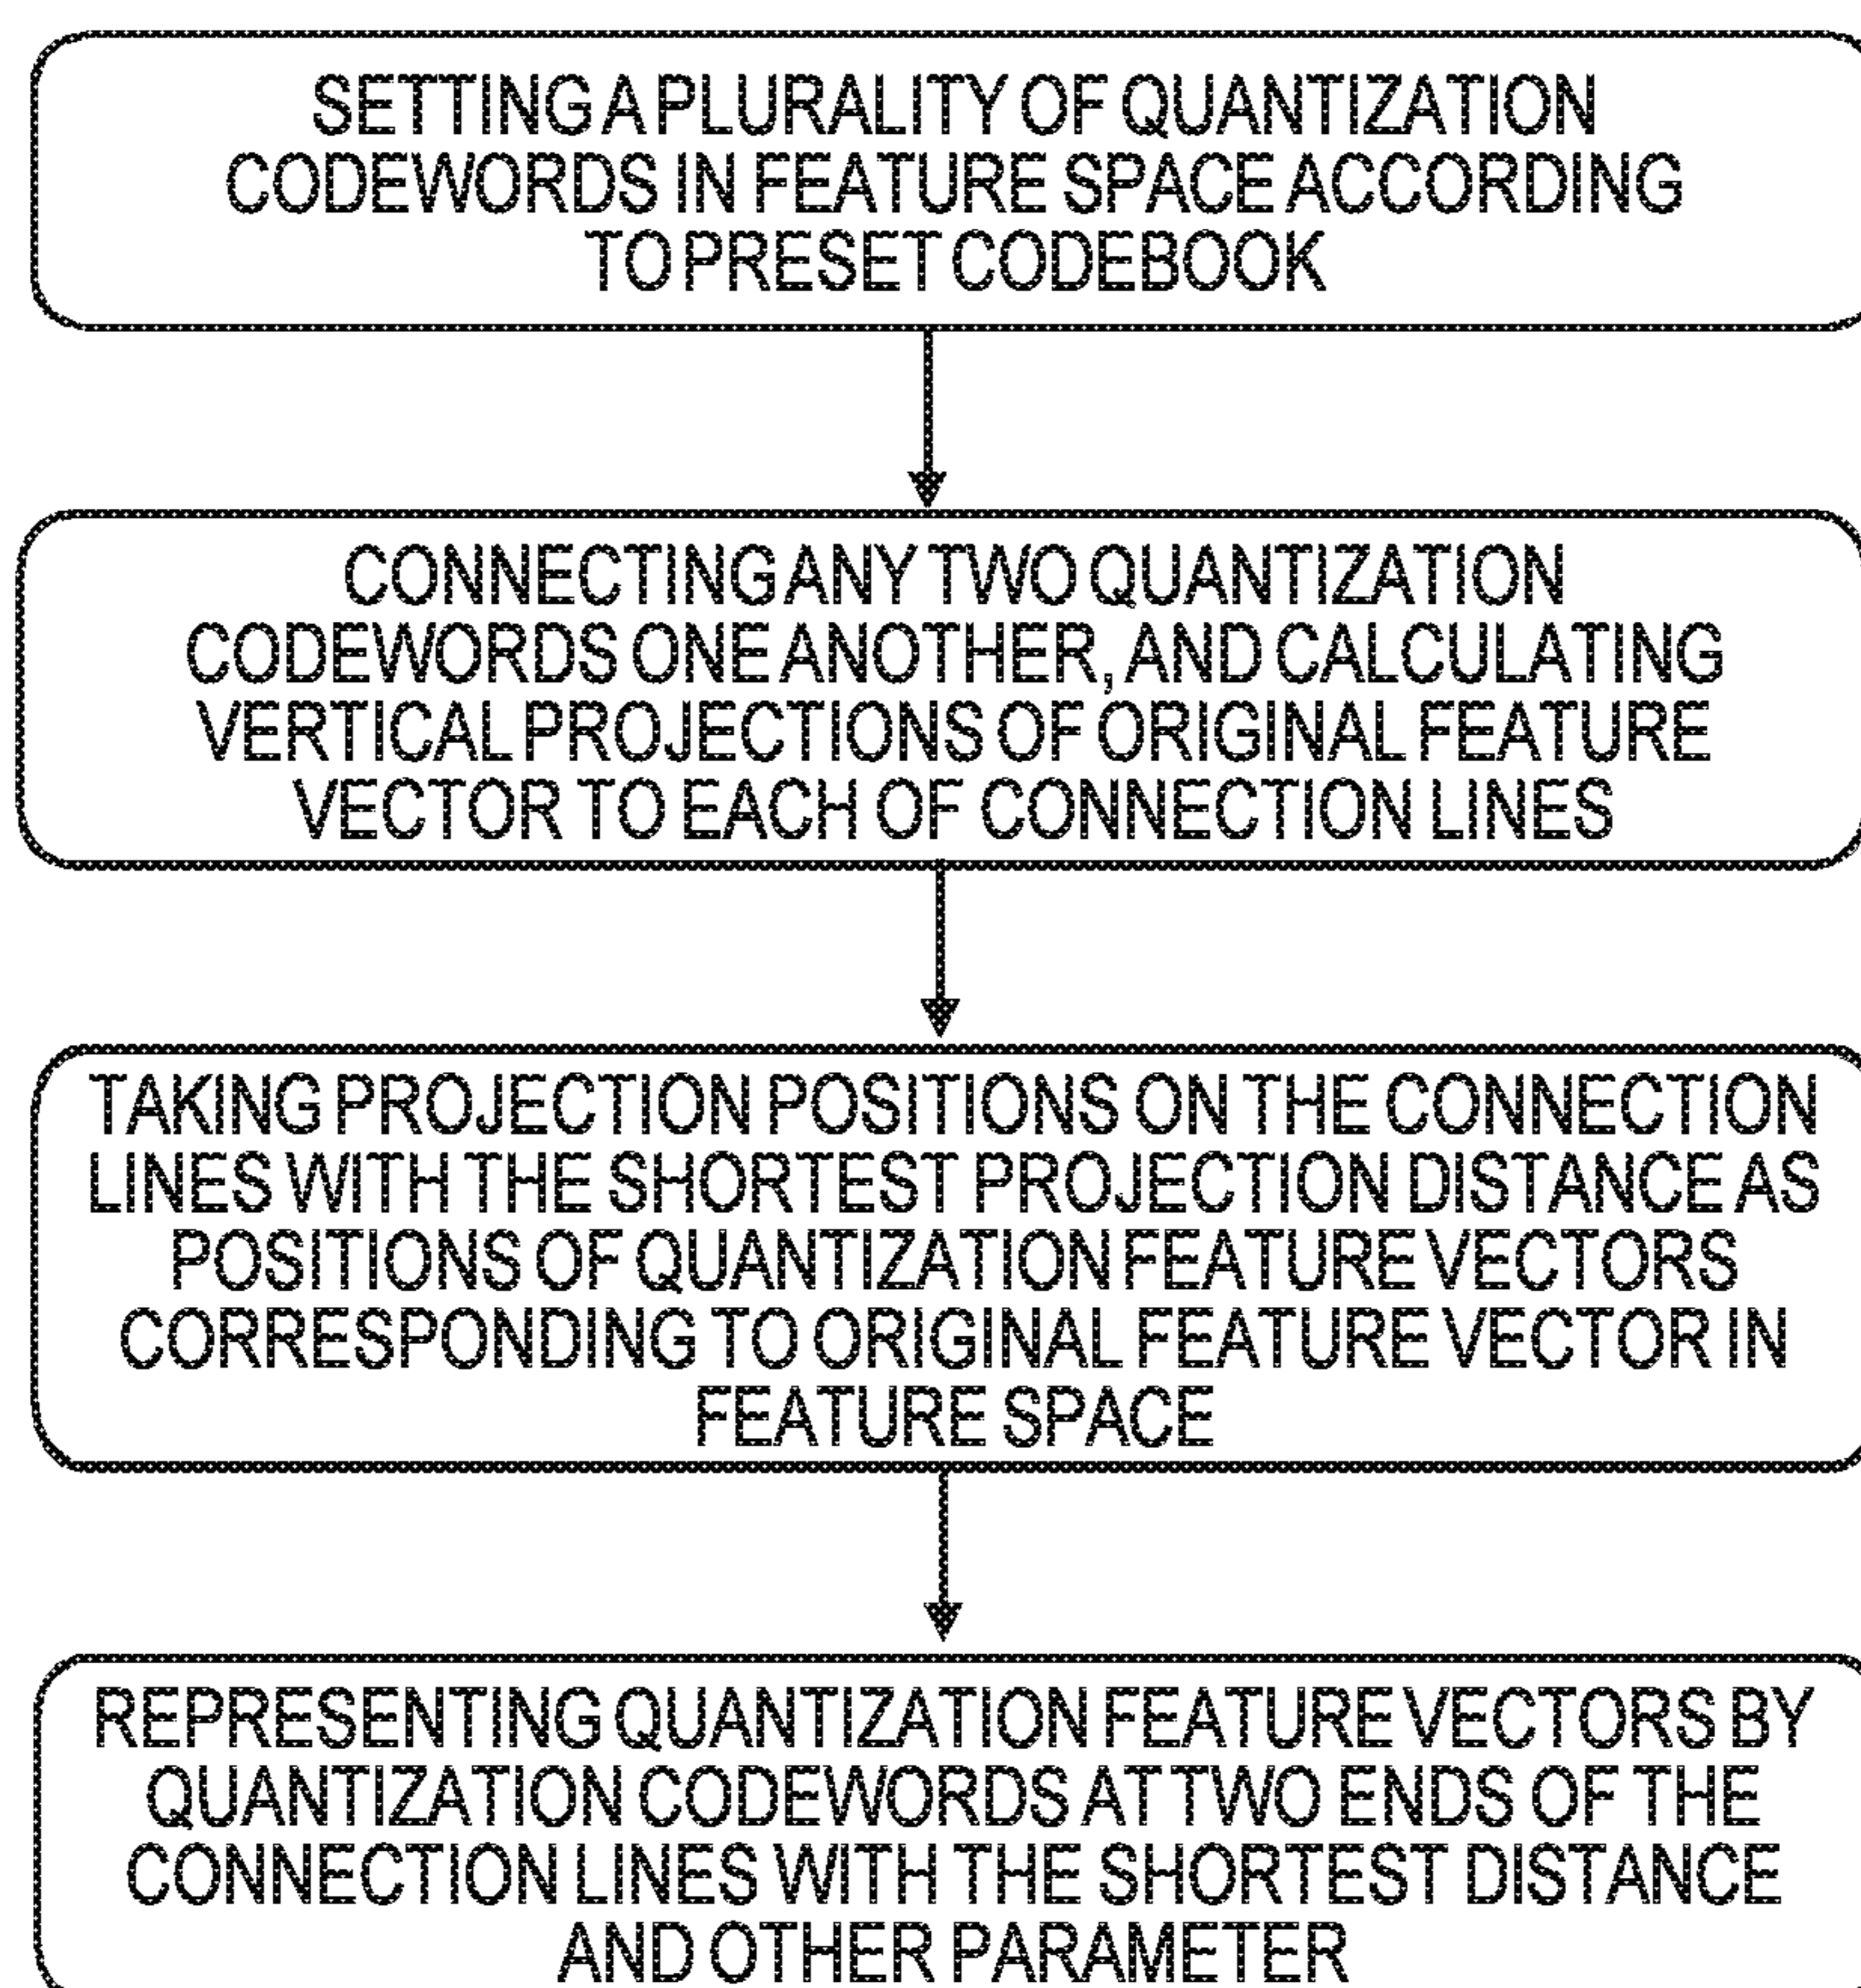 SETTING A PLURALITY OF QUANTIZATION
CODEWORDS IN FEATURE SPACE ACCORDING
TO PRESET CODEBOOK
CONNECTING ANY TWO QUANTIZATION
CODEWORDS ONE ANOTHER, AND CALCULATING
VERTICAL PROJECTIONS OF ORIGINAL FEATURE
VECTOR TO EACH OF CONNECTION LINES
TAKING PROJECTION POSITIONS ON THE CONNECTION
LINES WITH THE SHORTEST PROJECTION DISTANCE AS
POSITIONS OF QUANTIZATION FEATURE VECTORS
CORRESPONDING TO ORIGINAL FEATURE VECTOR IN
FEATURE SPACE
REPRESENTING QUANTIZATION FEATURE VECTORS BY
QUANTIZATION CODEWORDS AT TWO ENDS OF THE
CONNECTION LINES WITH THE SHORTEST DISTANCE
AND OTHER PARAMETER